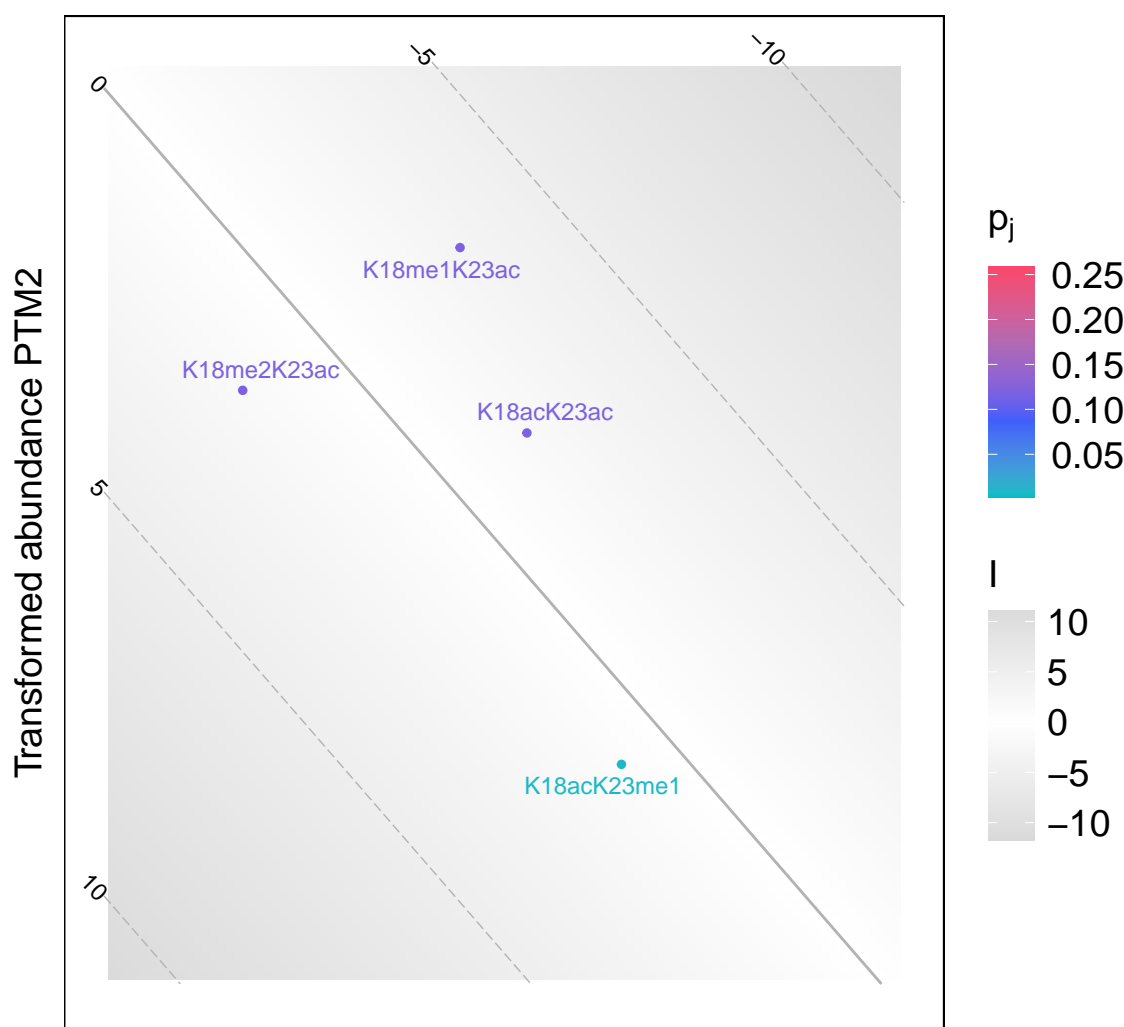 −5
−10
0
K18me1K23ac
K18me2K23ac
K18acK23ac
5
K18acK23me1
10
Transformed abundance PTM2
pj
0.25
0.20
0.15
0.10
0.05
I
10
5
0
−5
−10